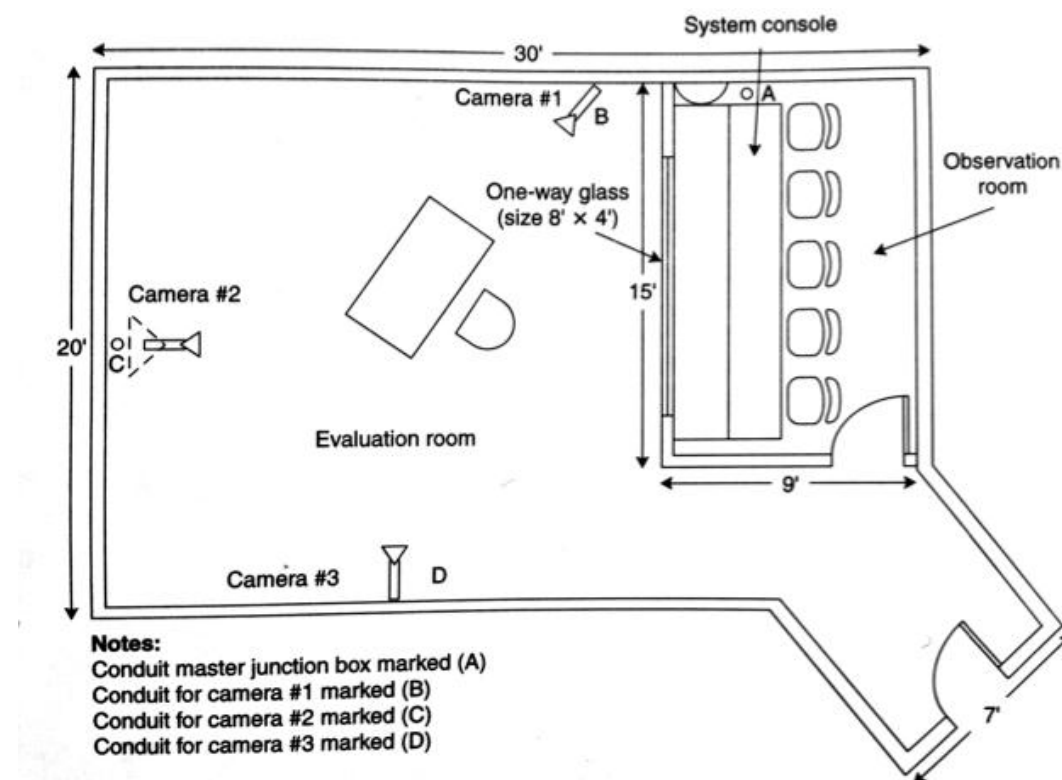 System console
30'
Camera #1
A
B
Observation
room
One-way glass
(size 8' × 4')
15'
Camera #2
20'
C
Evaluation room
9'
Camera #3
D
7'
Notes:
Conduit master junction box marked (A)
Conduit for camera #1 marked (B)
Conduit for camera #2 marked (C)
Conduit for camera #3 marked (D)